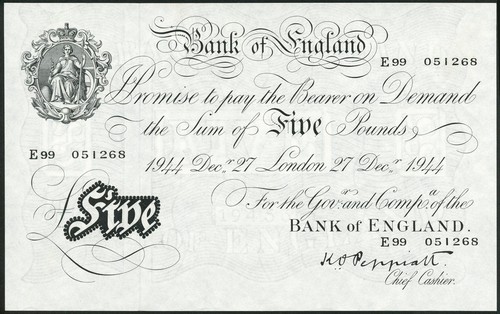 Bank of England
E99 051268
Promise to pay the Bearer on Demand
the Sum of Five Pounds
E99 051268
1944 Decr. 27 London 27 Decr. 1944
For the Govr. and Compa. of the
BANK OF ENGLAND.
£Five
E99 051268
K O Peppiatt.
Chief Cashier.